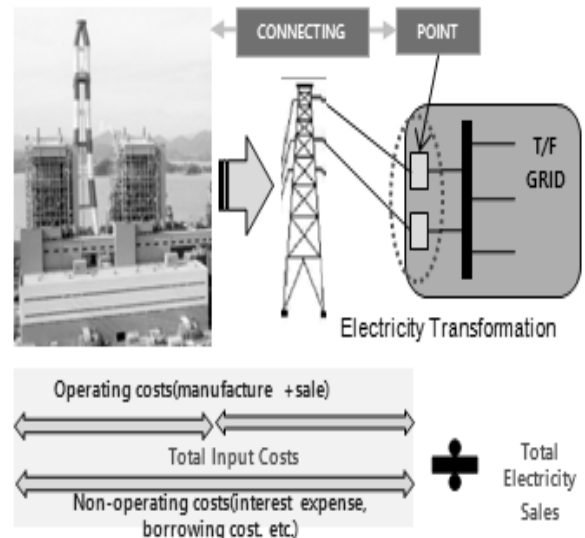 CONNECTING
POINT
T/F
GRID
Electricity Transformation
Operating costs(manufacture +sale)
Total Input Costs
Non-operating costs(interest expense,
borrowing cost, etc,)
Total
Electricity
Sales